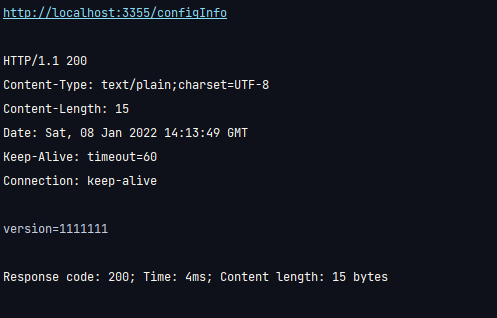 http://localhost:3355/configInfo
HTTP/1.1 200
Content-Type: text/plain;charset=UTF-8
Content-Length: 15
Date: Sat, 08 Jan 2022 14:13:49 GMT
Keep-Alive: timeout=60
Connection: keep-alive
version=1111111
Response code: 200; Time: 4ms; Content length: 15 bytes